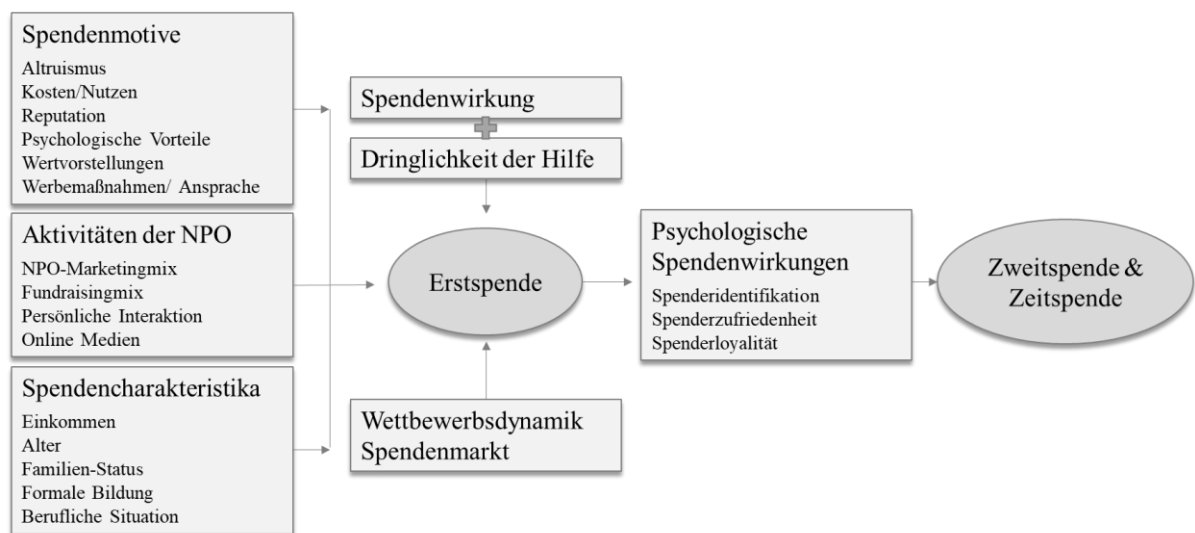 Spendenmotive
Altruismus
Kosten/Nutzen
Reputation
Psychologische Vorteile
Wertvorstellungen
Werbemaßnahmen/ Ansprache
Aktivitäten der NPO
NPO-Marketingmix
Fundraisingmix
Persönliche Interaktion
Online Medien
Spendencharakteristika
Einkommen
Alter
Familien-Status
Formale Bildung
Berufliche Situation
Spendenwirkung
Dringlichkeit der Hilfe
Erstspende
Wettbewerbsdynamik
Spendenmarkt
Psychologische
Spendenwirkungen
Spenderidentifikation
Spenderzufriedenheit
Spenderloyalität
Zweitspende &
Zeitspende